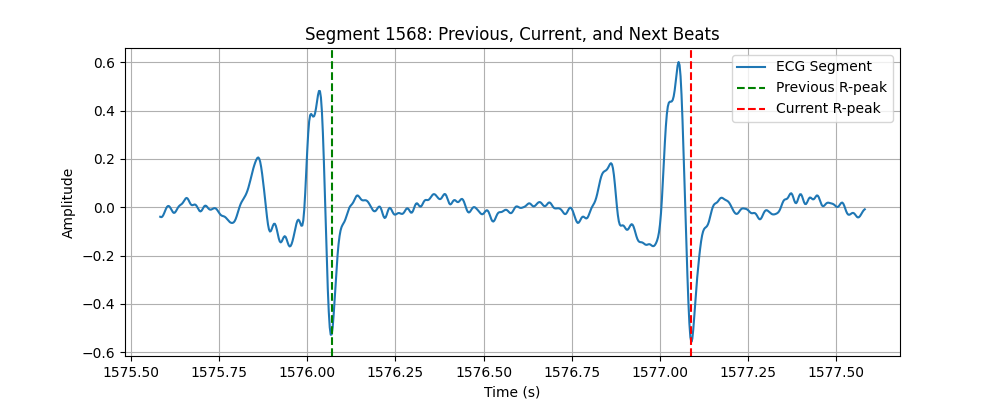 Segment 1568: Previous, Current, and Next Beats
ECG Segment
Previous R-peak
Current R-peak
Amplitude
0.6
0.4
0.2
0.0
−0.2
−0.4
−0.6
1575.50 1575.75 1576.00 1576.25 1576.50 1576.75 1577.00 1577.25 1577.50
Time (s)